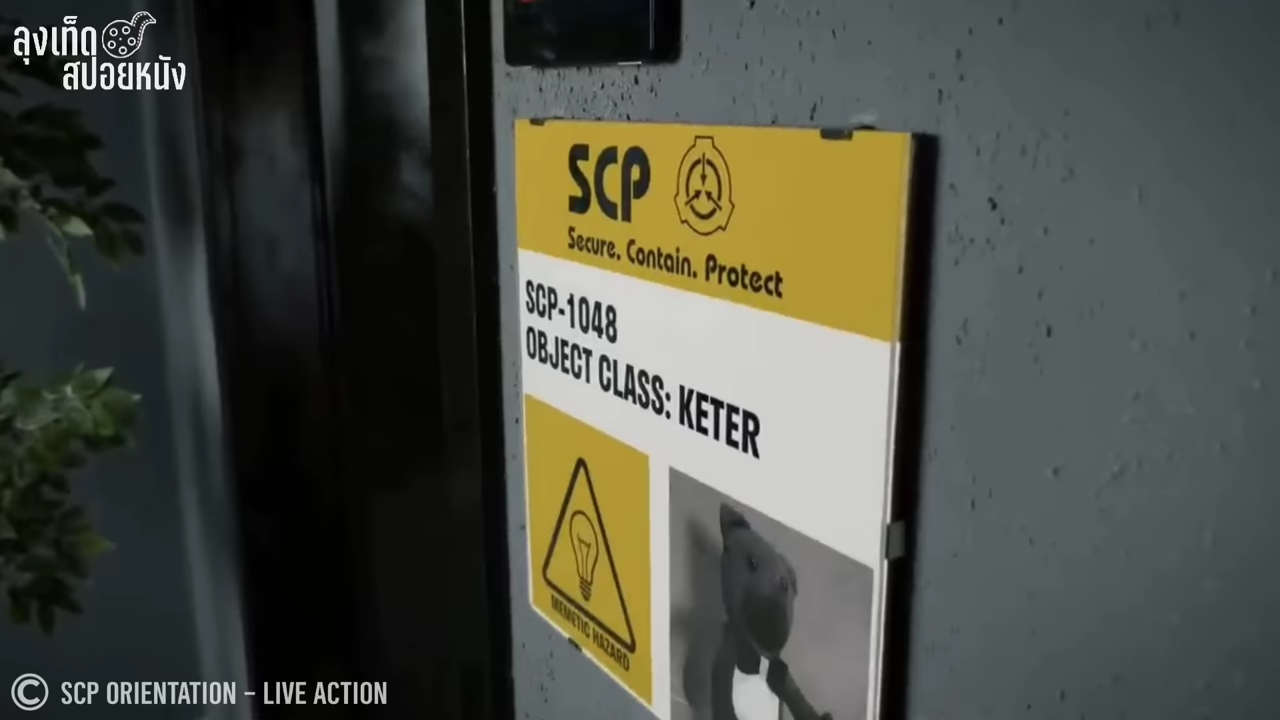 ลุงเท็ด
สปอยหนัง
SCP
Secure. Contain. Protect
SCP-1048
OBJECT CLASS: KETER
MEMETIC HAZARD
© SCP ORIENTATION - LIVE ACTION